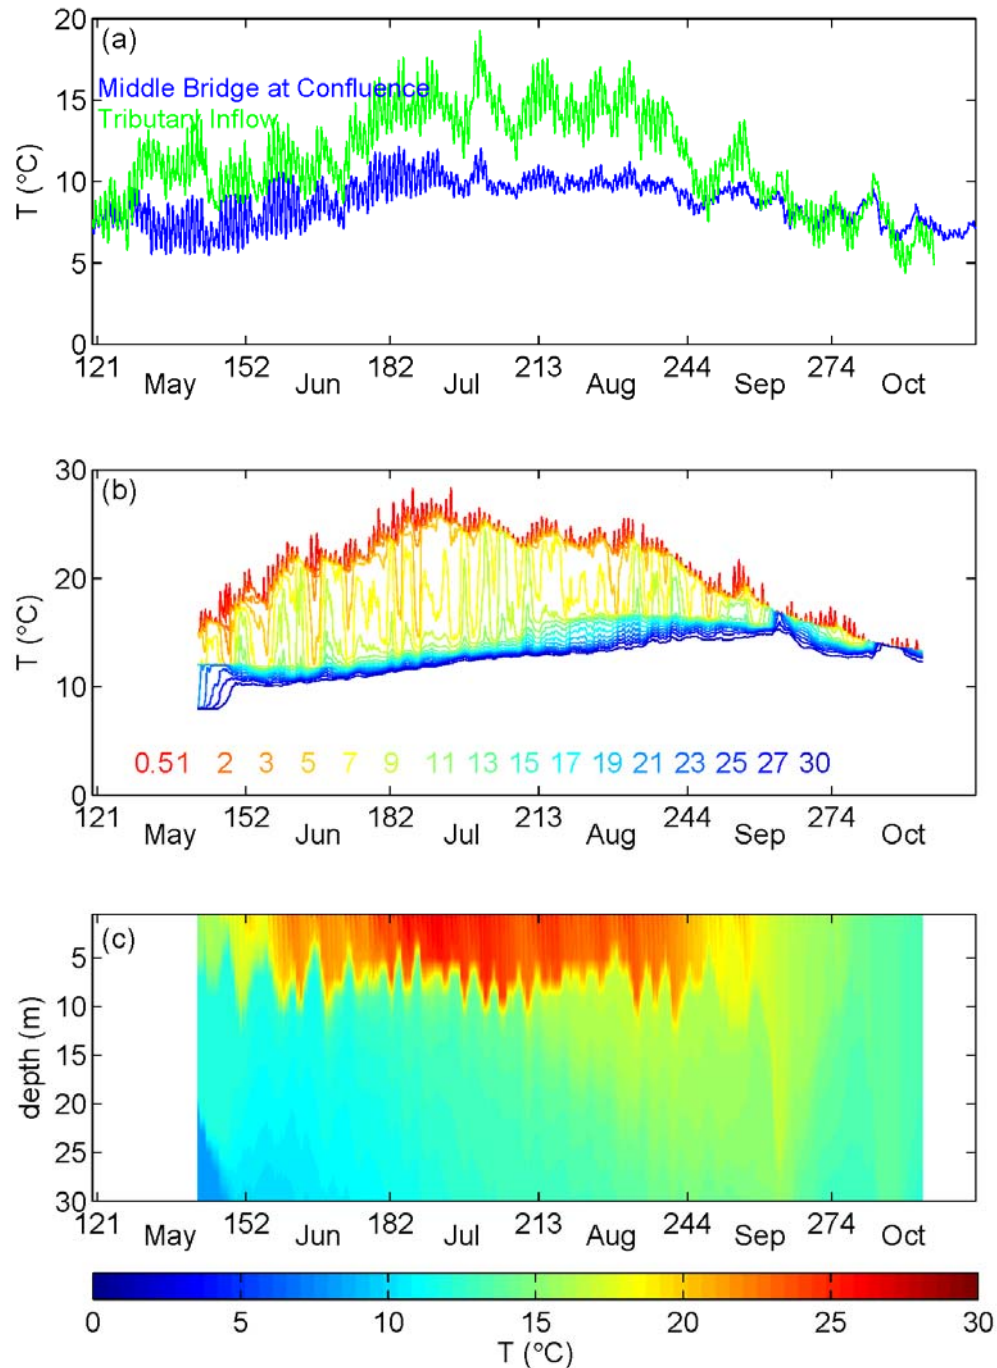 20
(a)
Middle Bridge at Confluence
15
Tributant Inflow
10
T (°C)
5
0
121 152 182 213 244 274
May Jun Jul Aug Sep Oct
30
(b)
20
T (°C)
10
0.51 2 3 5 7 9 11 13 15 17 19 21 23 25 27 30
0
121 152 182 213 244 274
May Jun Jul Aug Sep Oct
(c)
5
10
15
depth (m)
20
25
30
121 152 182 213 244 274
May Jun Jul Aug Sep Oct
0 5 10 15 20 25 30
T (°C)